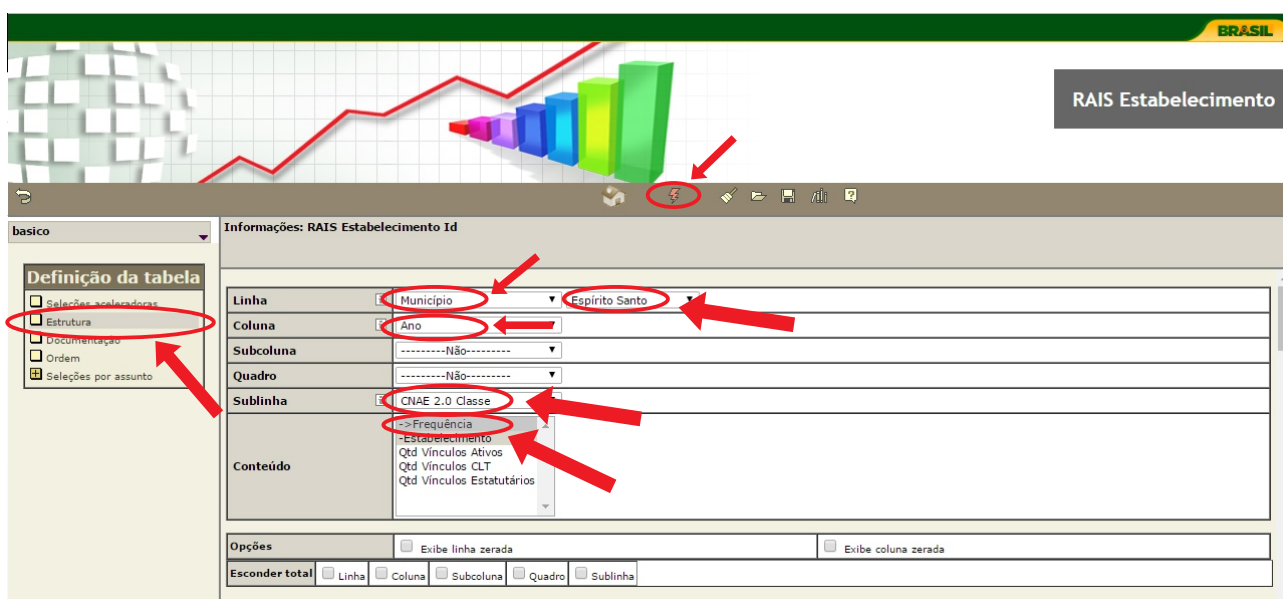 BRASIL
RAIS Estabelecimento
basico
Informações: RAIS Estabelecimento Id
Definição da tabela
Seleções aceleradoras
Estrutura
Documentação
Ordem
Seleções por assunto
Linha Município Espírito Santo
Coluna Ano
Subcoluna ---------Não---------
Quadro ---------Não---------
Sublinha CNAE 2.0 Classe
Conteúdo
->Frequência
-Estabelecimento
Qtd Vínculos Ativos
Qtd Vínculos CLT
Qtd Vínculos Estatutários
Opções Exibe linha zerada Exibe coluna zerada
Esconder total Linha Coluna Subcoluna Quadro Sublinha